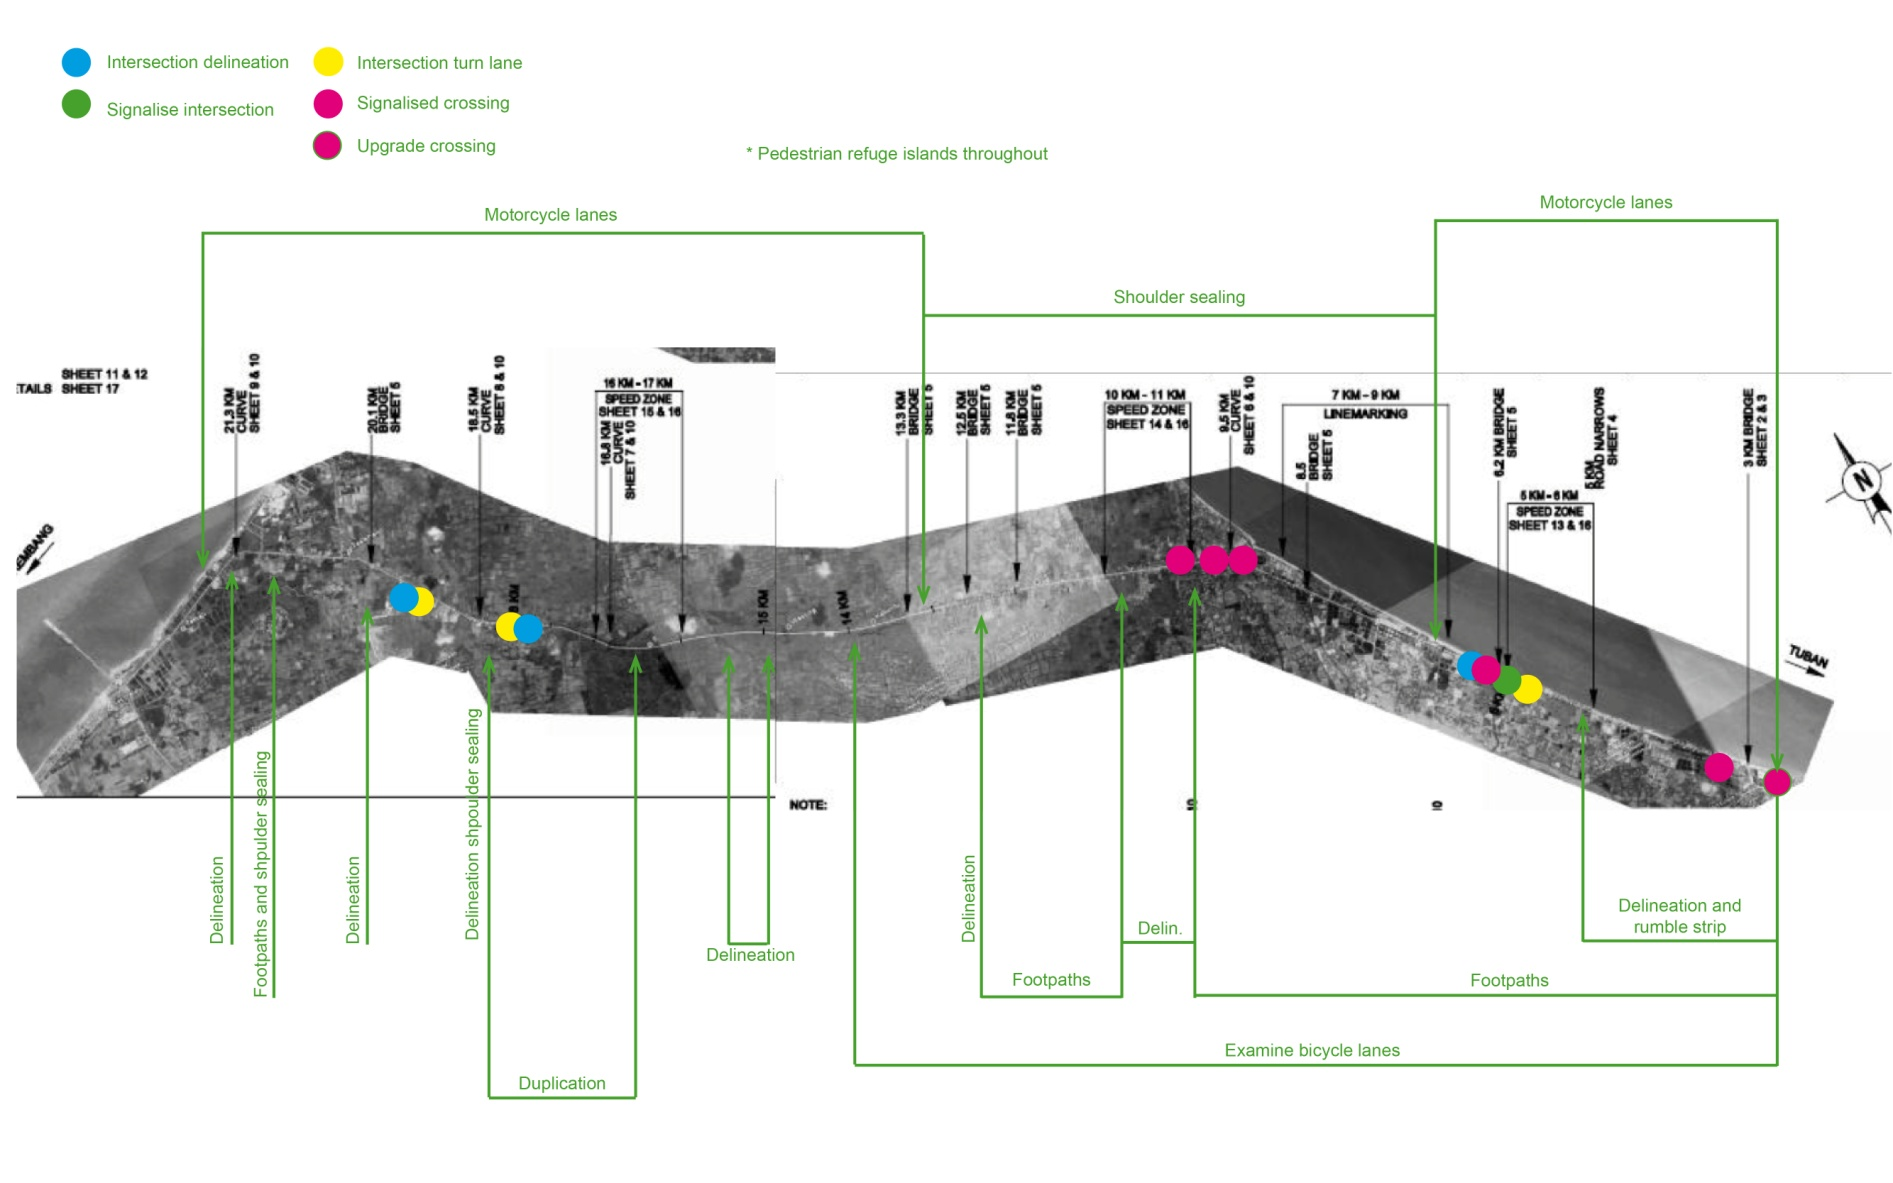 Intersection delineation
Intersection turn lane
Signalise intersection
Signalised crossing
Upgrade crossing
* Pedestrian refuge islands throughout
Motorcycle lanes
Motorcycle lanes
Shoulder sealing
SHEET 11 & 12
TAILS SHEET 17
21.3 KM
CURVE
SHEET 9 & 10
20.1 KM
BRIDGE
SHEET 5
18.5 KM
CURVE
SHEET 8 & 10
16 KM - 17 KM
SPEED ZONE
SHEET 15 & 16
16.8 KM
CURVE
SHEET 7 & 10
13.3 KM
BRIDGE
SHEET 5
12.5 KM
BRIDGE
SHEET 5
11.8 KM
BRIDGE
SHEET 5
10 KM - 11 KM
SPEED ZONE
SHEET 14 & 16
9.5 KM
CURVE
SHEET 6 & 10
7 KM - 9 KM
LINEMARKING
8.5
BRIDGE
SHEET 5
6.2 KM BRIDGE
SHEET 5
5 KM
ROAD NARROWS
SHEET 4
5 KM - 6 KM
SPEED ZONE
SHEET 13 & 16
3 KM BRIDGE
SHEET 2 & 3
N
EMBANG
TUBAN
KM
15 KM
14 KM
NOTE:
Delineation
Footpaths and shpulder sealing
Delineation
Delineation shpoulder sealing
Delineation
Delineation
Delin.
Delineation and
rumble strip
Footpaths
Footpaths
Examine bicycle lanes
Duplication